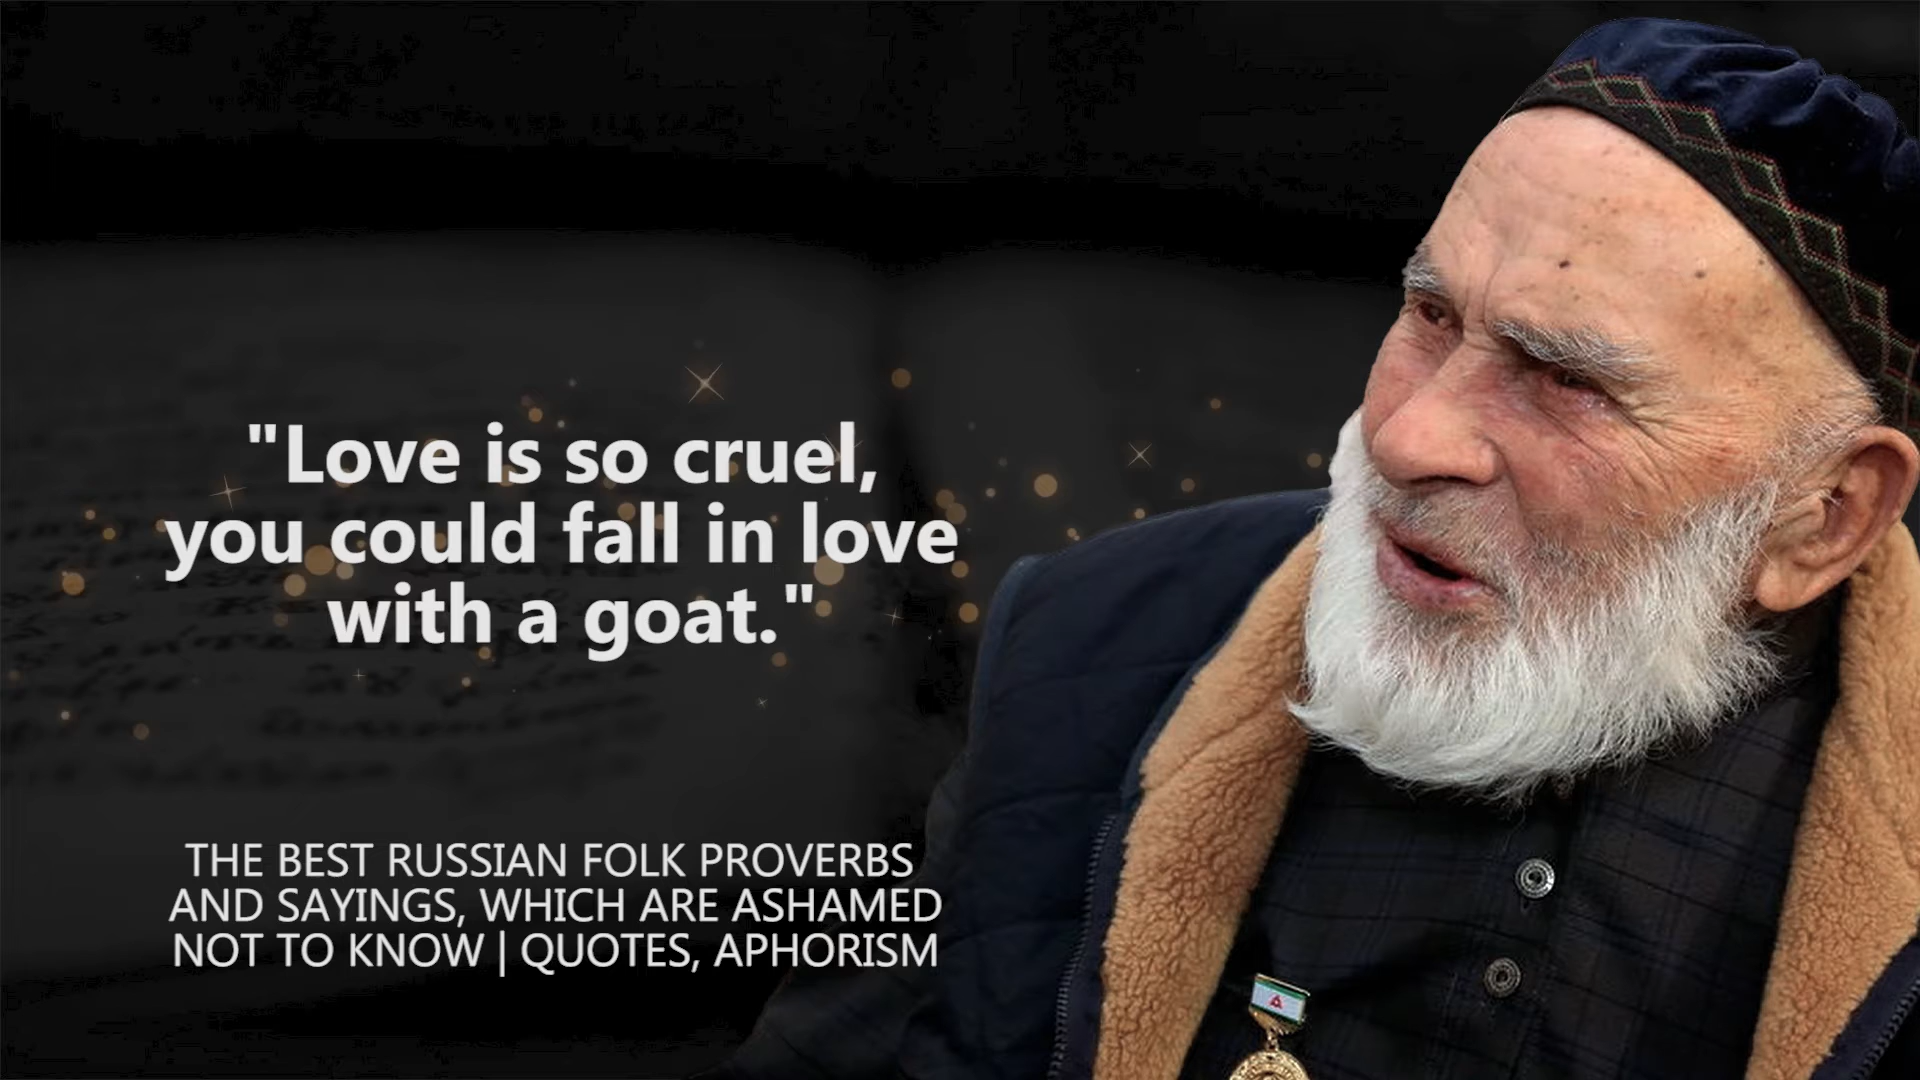 "Love is so cruel,
you could fall in love
with a goat."
THE BEST RUSSIAN FOLK PROVERBS
AND SAYINGS, WHICH ARE ASHAMED
NOT TO KNOW | QUOTES, APHORISM